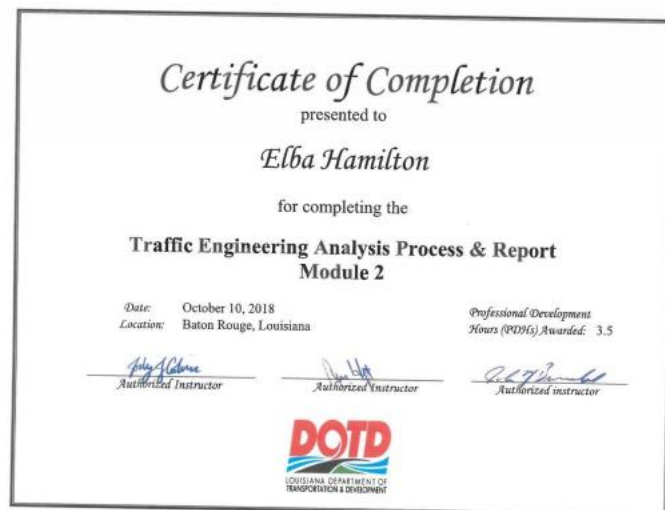 Certificate of Completion
presented to
Elba Hamilton
for completing the
Traffic Engineering Analysis Process & Report
Module 2
Date: October 10, 2018
Location: Baton Rouge, Louisiana
Professional Development
Hours (PDHs) Awarded: 3.5
Authorized Instructor
Authorized Instructor
Authorized instructor
DOTD
LOUISIANA DEPARTMENT OF
TRANSPORTATION & DEVELOPMENT